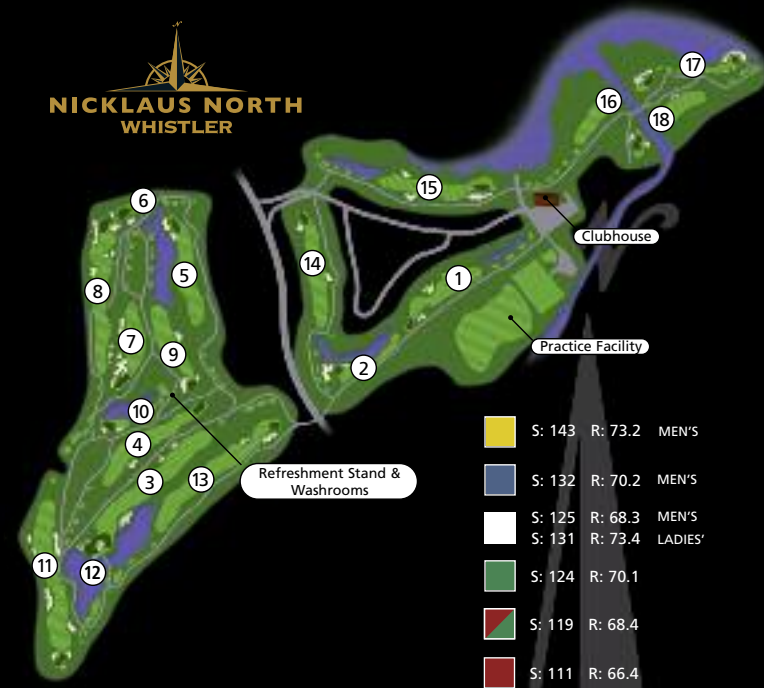 N
NICKLAUS NORTH
WHISTLER
17
16
18
15
6
Clubhouse
14
5
1
8
7
9
Practice Facility
2
10
4
Refreshment Stand &
Washrooms
3
13
11
12
S: 143 R: 73.2 MEN'S
S: 132 R: 70.2 MEN'S
S: 125 R: 68.3 MEN'S
S: 131 R: 73.4 LADIES'
S: 124 R: 70.1
S: 119 R: 68.4
S: 111 R: 66.4